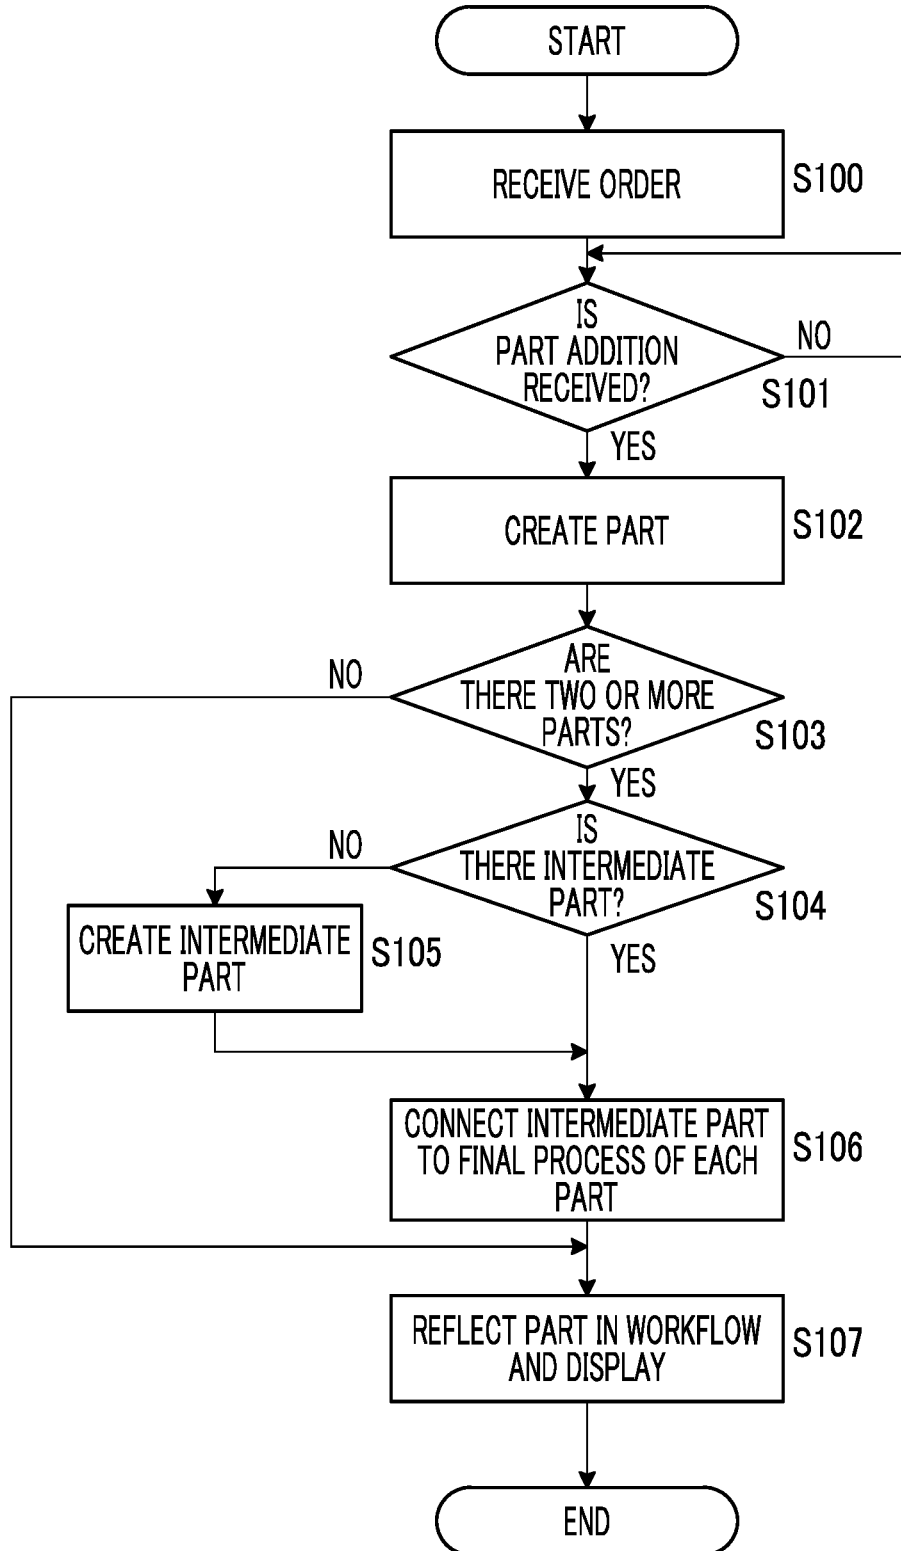 START
RECEIVE ORDER
S100
IS
PART ADDITION
RECEIVED?
NO
S101
YES
CREATE PART
S102
ARE
THERE TWO OR MORE
PARTS?
NO
S103
YES
IS
THERE INTERMEDIATE
PART?
NO
S104
CREATE INTERMEDIATE
PART
S105
YES
CONNECT INTERMEDIATE PART
TO FINAL PROCESS OF EACH
PART
S106
REFLECT PART IN WORKFLOW
AND DISPLAY
S107
END